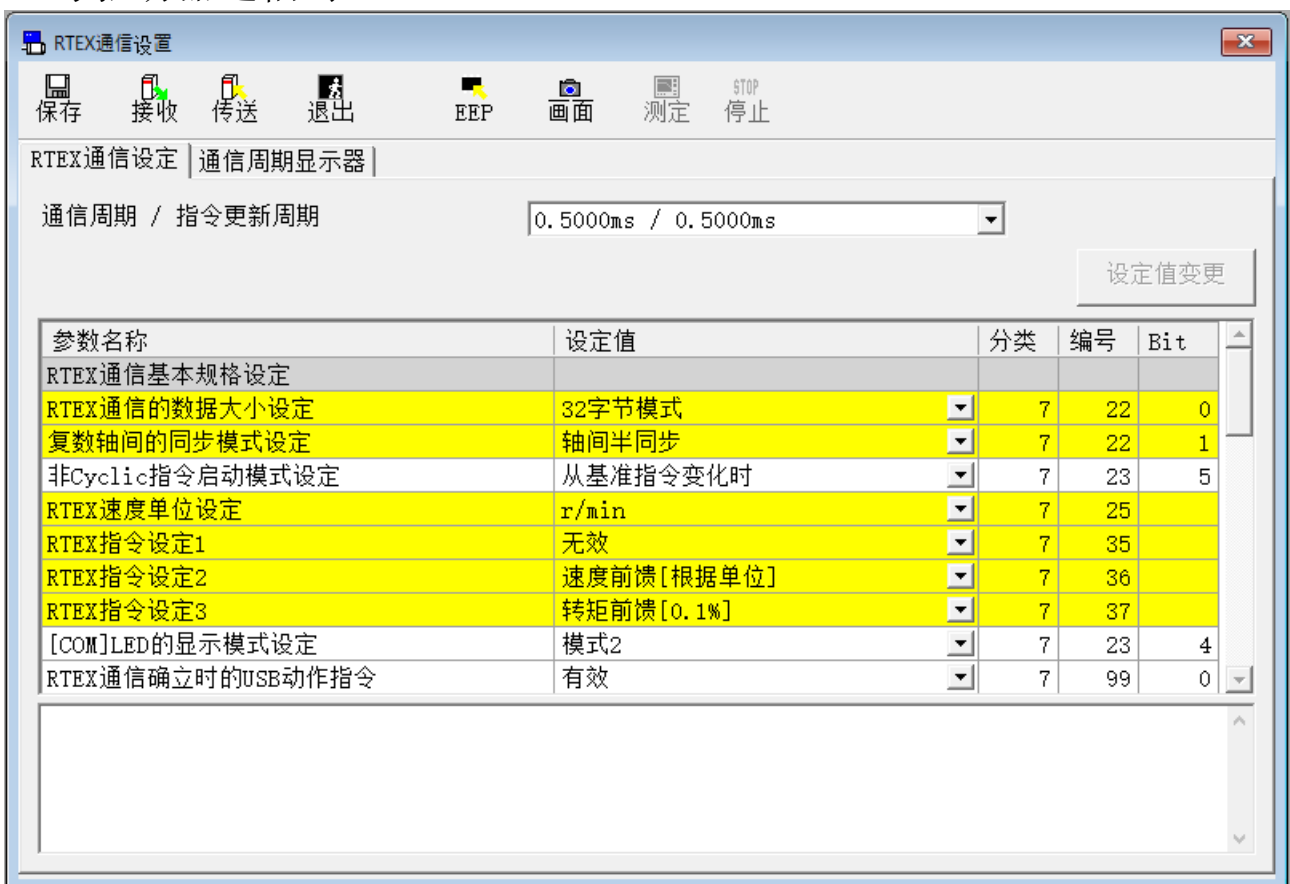 RTEX通信设置
STOP
保存 接收 传送 退出 EEP 画面 测定 停止
RTEX通信设定 通信周期显示器
通信周期 / 指令更新周期 0.5000ms / 0.5000ms
设定值变更
参数名称 设定值 分类 编号 Bit
RTEX通信基本规格设定
RTEX通信的数据大小设定 32字节模式 7 22 0
复数轴间的同步模式设定 轴间半同步 7 22 1
非Cyclic指令启动模式设定 从基准指令变化时 7 23 5
RTEX速度单位设定 r/min 7 25
RTEX指令设定1 无效 7 35
RTEX指令设定2 速度前馈[根据单位] 7 36
RTEX指令设定3 转矩前馈[0.1%] 7 37
[COM]LED的显示模式设定 模式2 7 23 4
RTEX通信确立时的USB动作指令 有效 7 99 0